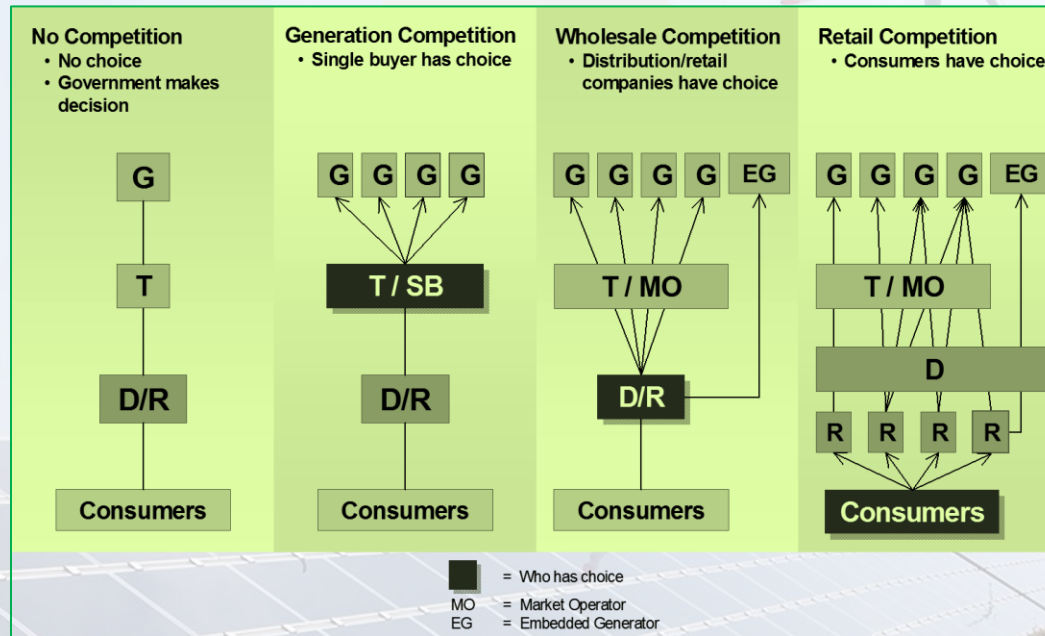 No Competition
• No choice
• Government makes
decision
G
T
D/R
Consumers
Generation Competition
• Single buyer has choice
G G G G
T / SB
D/R
Consumers
Wholesale Competition
• Distribution/retail
companies have choice
G G G G EG
T / MO
D/R
Consumers
Retail Competition
• Consumers have choice
G G G G EG
T / MO
D
R R R R
Consumers
= Who has choice
MO = Market Operator
EG = Embedded Generator